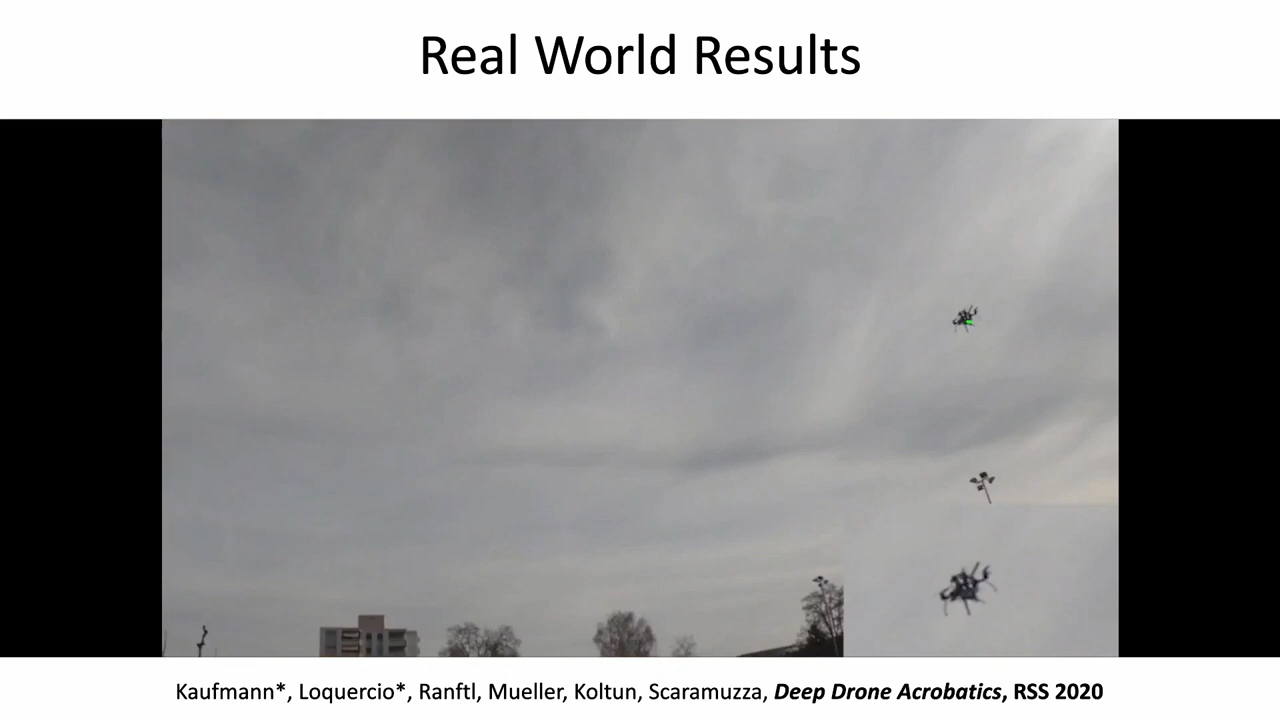 Real World Results
Kaufmann*, Loquercio*, Ranftl, Mueller, Koltun, Scaramuzza, Deep Drone Acrobatics, RSS 2020